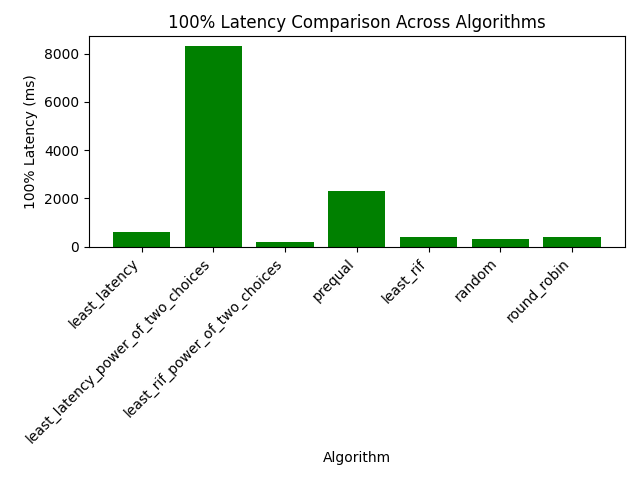 100% Latency Comparison Across Algorithms
100% Latency (ms)
8000
6000
4000
2000
0
least_latency
least_latency_power_of_two_choices
least_rif_power_of_two_choices
prequal
least_rif
random
round_robin
Algorithm